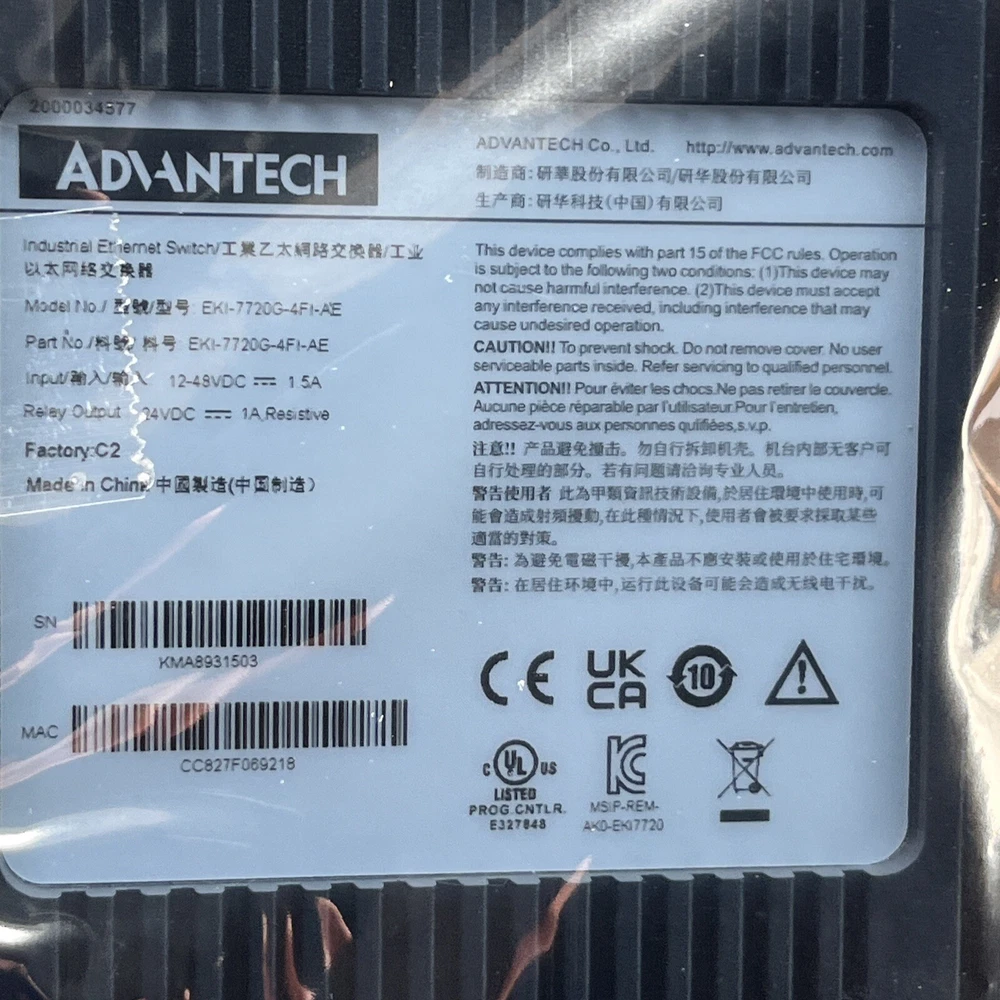 2000034577
ADVANTECH
ADVANTECH Co., Ltd. http://www.advantech.com
制造商: 研華股份有限公司/研华股份有限公司
生产商: 研华科技(中国)有限公司
Industrial Ethernet Switch/工業乙太網路交換器/工业
以太网络交换器
Model No./ 型號/型号 EKI-7720G-4FI-AE
Part No /料號/ 料号 EKI-7720G-4FI-AE
Input/輸入/输入 12-48VDC ⎓ 1.5A
Relay Output 24VDC ⎓ 1A,Resistive
Factory:C2
Made in China/中國製造(中国制造)
SN
KMA8931503
MAC
CC827F069218
This device complies with part 15 of the FCC rules. Operation
is subject to the following two conditions: (1)This device may
not cause harmful interference. (2)This device must accept
any interference received, including interference that may
cause undesired operation.
CAUTION!! To prevent shock. Do not remove cover. No user
serviceable parts inside. Refer servicing to qualified personnel.
ATTENTION!! Pour éviter les chocs.Ne pas retirer le couvercle.
Aucune pièce réparable par l'utilisateur.Pour l'entretien,
adressez-vous aux personnes qulifiées,s.v.p.
注意!! 产品避免撞击。勿自行拆卸机壳。机台内部无客户可
自行处理的部分。若有问题请洽询专业人员。
警告使用者 此為甲類資訊技術設備,於居住環境中使用時,可
能會造成射頻擾動,在此種情況下,使用者會被要求採取某些
適當的對策。
警告: 為避免電磁干擾,本產品不應安裝或使用於住宅環境。
警告: 在居住环境中,运行此设备可能会造成无线电干扰。
CE UK CA 10
C UL US
LISTED
PROG.CNTLR.
E327848
MSIP-REM-
AK0-EKI7720